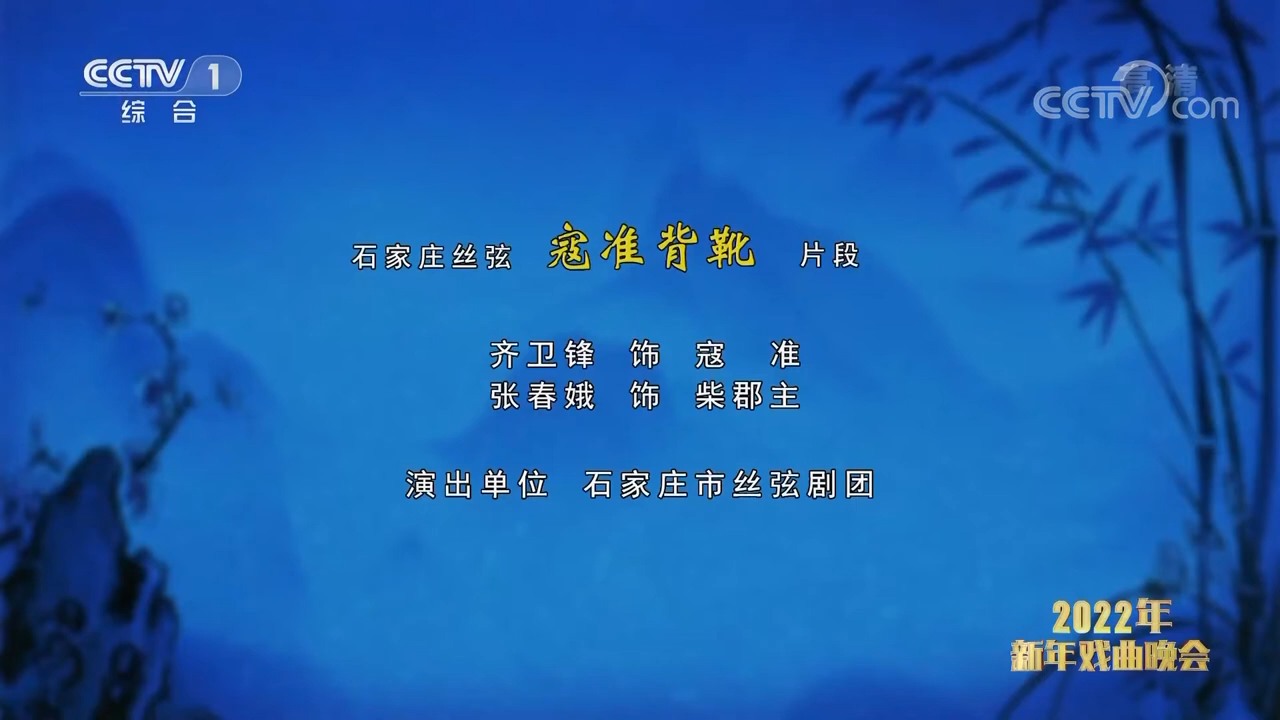 CCTV 1
综合
高清
CCTV.com
石家庄丝弦 寇准背靴 片段
齐卫锋 饰 寇 准
张春娥 饰 柴郡主
演出单位 石家庄市丝弦剧团
2022年
新年戏曲晚会